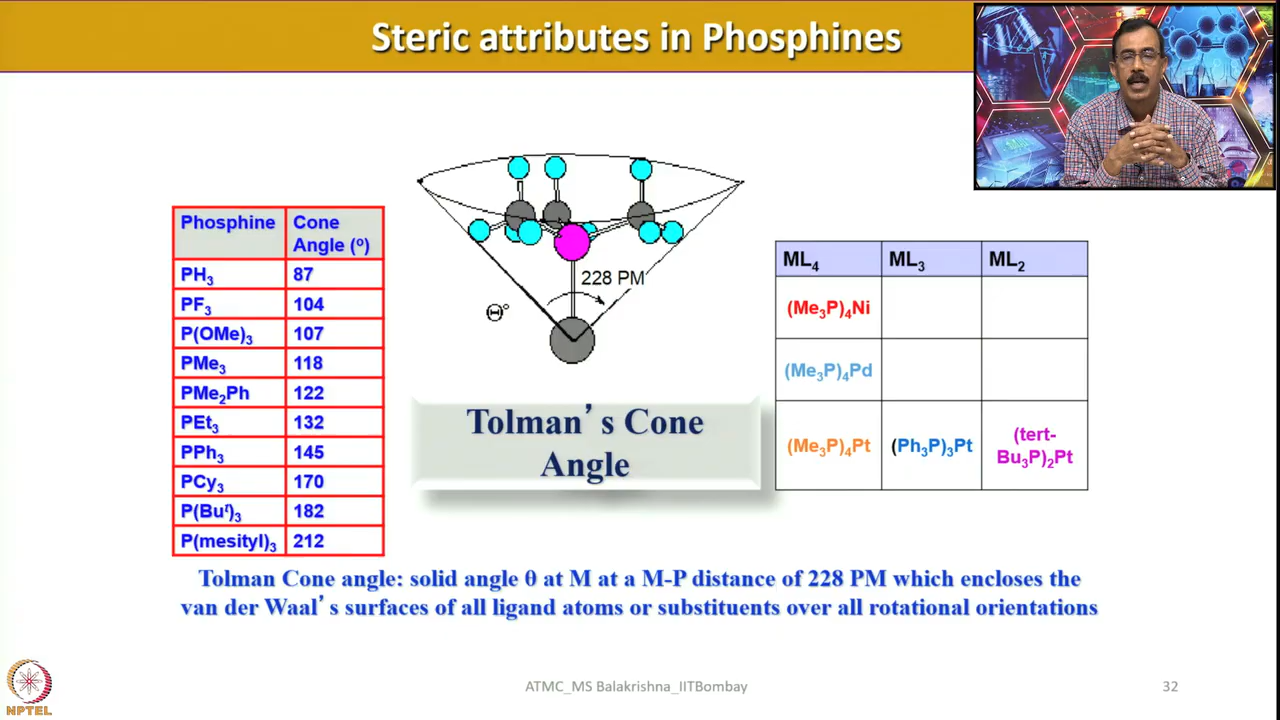 Steric attributes in Phosphines
Phosphine Cone Angle (º)
PH₃ 87
PF₃ 104
P(OMe)₃ 107
PMe₃ 118
PMe₂Ph 122
PEt₃ 132
PPh₃ 145
PCy₃ 170
P(Buᵗ)₃ 182
P(mesityl)₃ 212
228 PM
Θ°
Tolman's Cone
Angle
ML₄ ML₃ ML₂
(Me₃P)₄Ni
(Me₃P)₄Pd
(Me₃P)₄Pt (Ph₃P)₃Pt (tert-Bu₃P)₂Pt
Tolman Cone angle: solid angle θ at M at a M-P distance of 228 PM which encloses the
van der Waal's surfaces of all ligand atoms or substituents over all rotational orientations
NPTEL
ATMC_MS Balakrishna_IITBombay
32